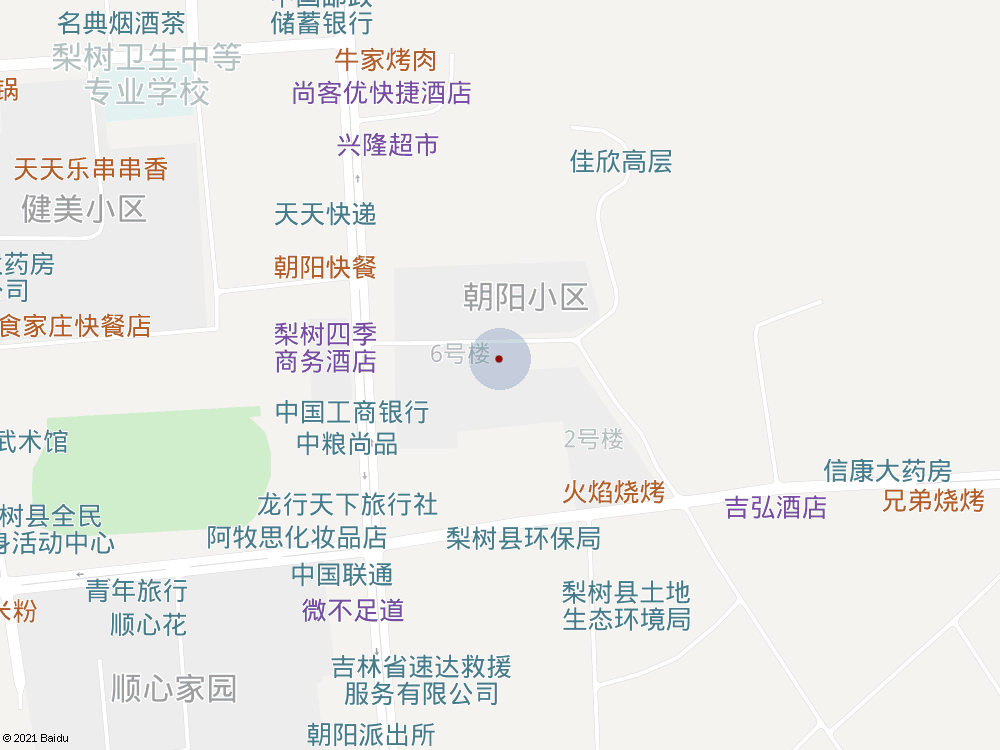 储蓄银行
名典烟酒茶
梨树卫生中等
专业学校
牛家烤肉
锅
尚客优快捷酒店
兴隆超市
天天乐串串香
佳欣高层
健美小区
天天快递
药房
朝阳快餐
司
朝阳小区
食家庄快餐店
梨树四季
商务酒店
6号楼
中国工商银行
武术馆
中粮尚品
2号楼
信康大药房
火焰烧烤
兄弟烧烤
龙行天下旅行社
吉弘酒店
树县全民
身活动中心
阿牧思化妆品店
梨树县环保局
中国联通
青年旅行
梨树县土地
生态环境局
米粉
微不足道
顺心花
吉林省速达救援
服务有限公司
顺心家园
朝阳派出所
© 2021 Baidu